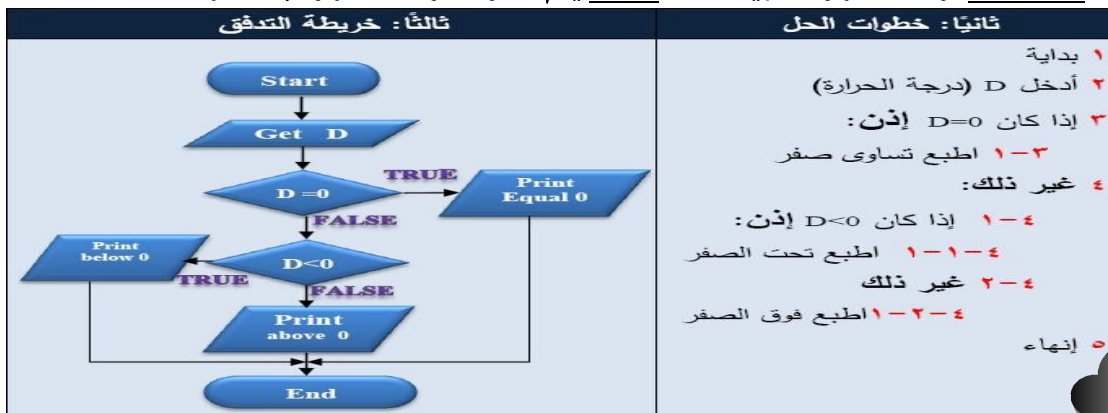 ثانيًا: خطوات الحل
١ بداية
٢ أدخل D (درجة الحرارة)
٣ إذا كان D=0 إذن:
٣-١ اطبع تساوى صفر
٤ غير ذلك:
٤-١ إذا كان D<0 إذن:
٤-١-١ اطبع تحت الصفر
٤-٢ غير ذلك
٤-٢-١ اطبع فوق الصفر
٥ إنهاء
ثالثًا: خريطة التدفق
Start
Get D
D =0
TRUE
Print
Equal 0
FALSE
D<0
TRUE
Print
below 0
FALSE
Print
above 0
End